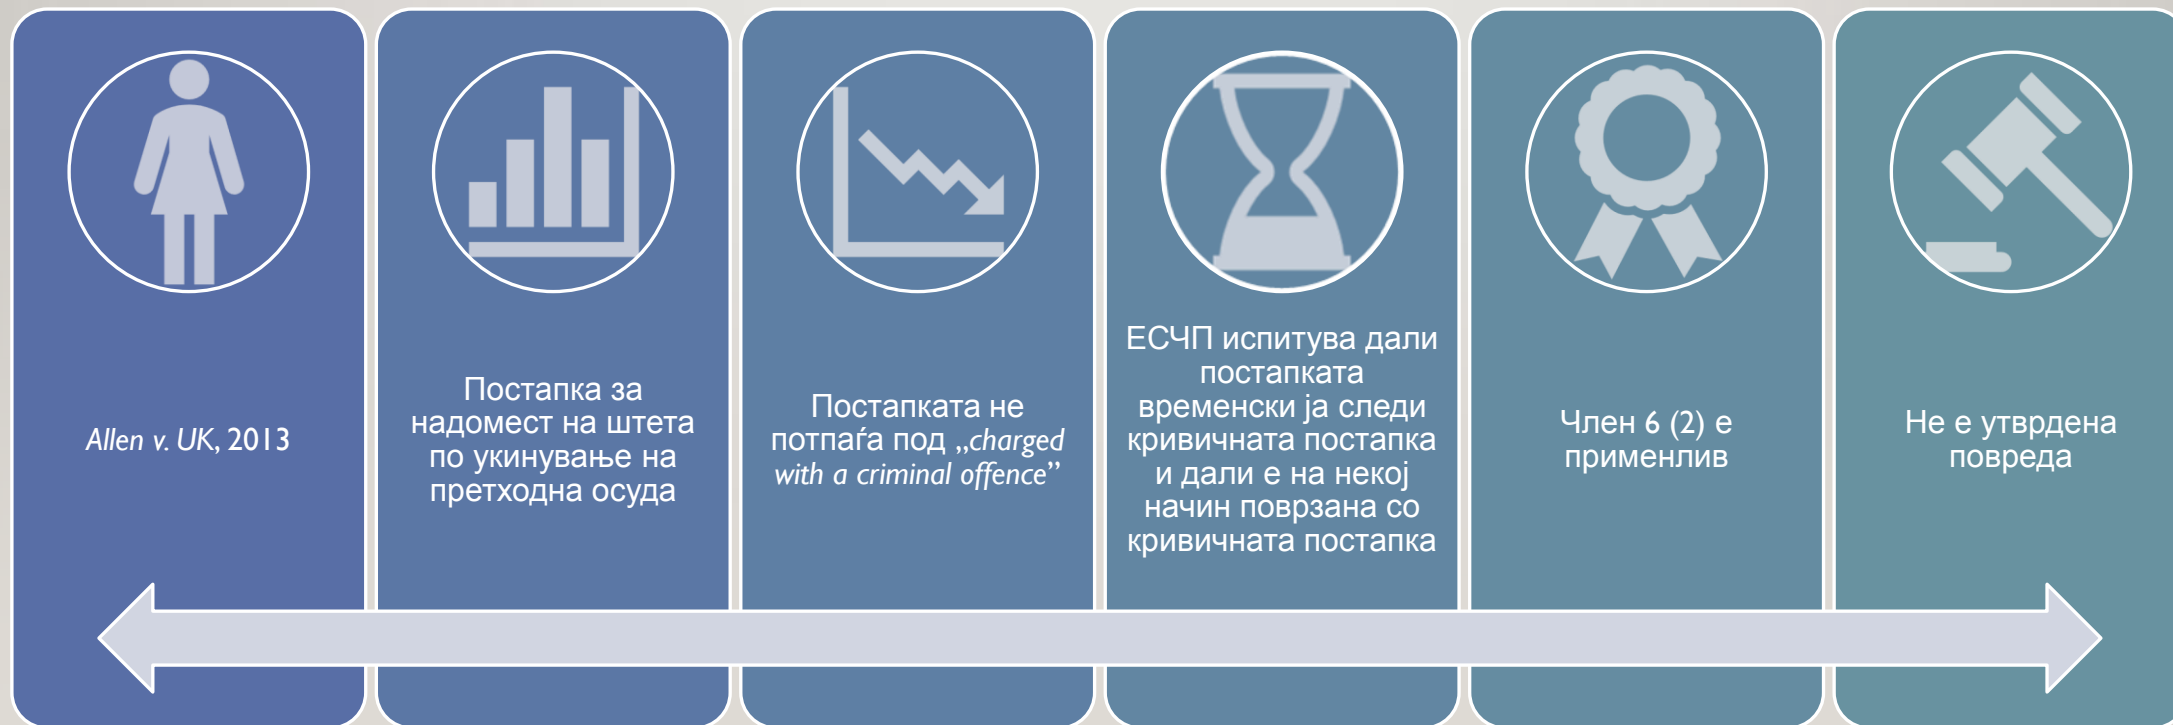 Allen v. UK, 2013
Постапка за
надомест на штета
по укинување на
претходна осуда
Постапката не
потпаѓа под „charged
with a criminal offence”
ЕСЧП испитува дали
постапката
временски ја следи
кривичната постапка
и дали е на некој
начин поврзана со
кривичната постапка
Член 6 (2) е
применлив
Не е утврдена
повреда